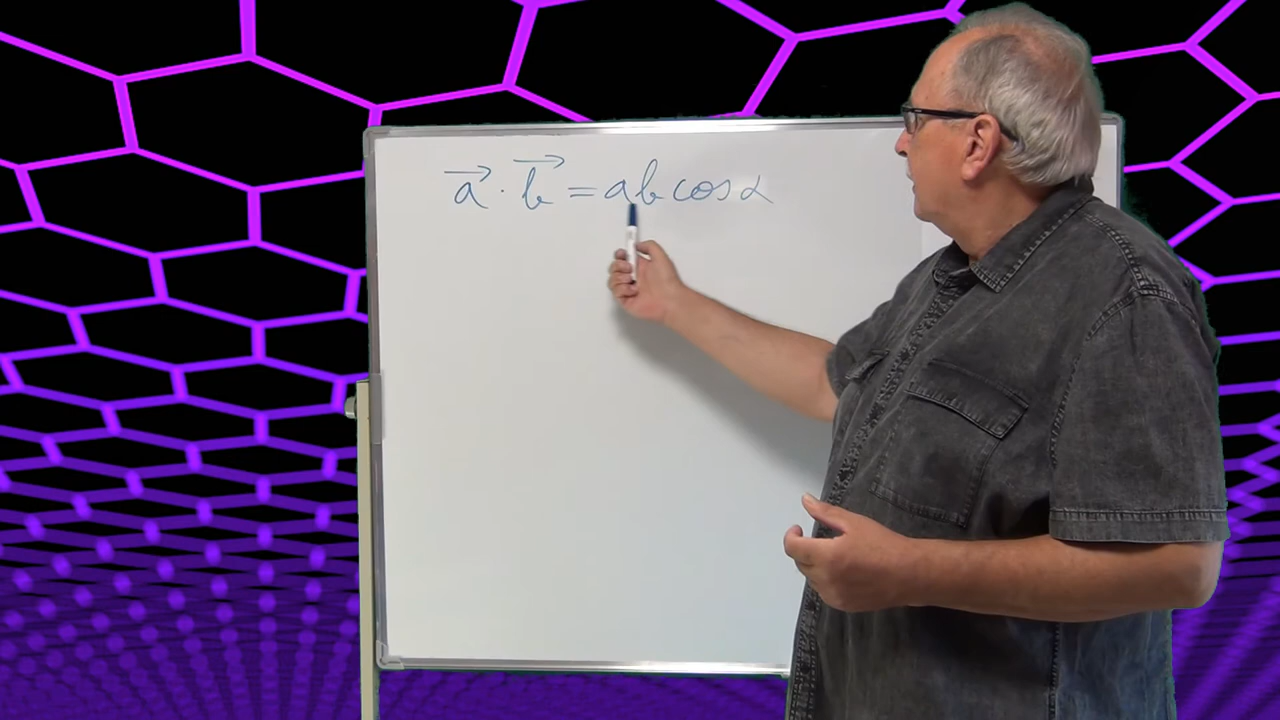 a⃗ · b⃗ = ab cos α